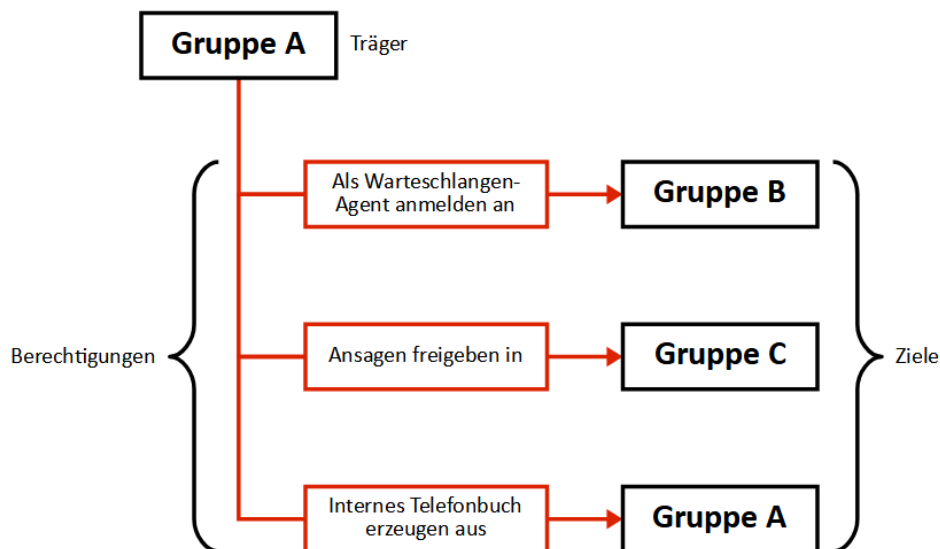 Gruppe A
Träger
Als Warteschlangen-
Agent anmelden an
Gruppe B
Berechtigungen
Ansagen freigeben in
Gruppe C
Ziele
Internes Telefonbuch
erzeugen aus
Gruppe A